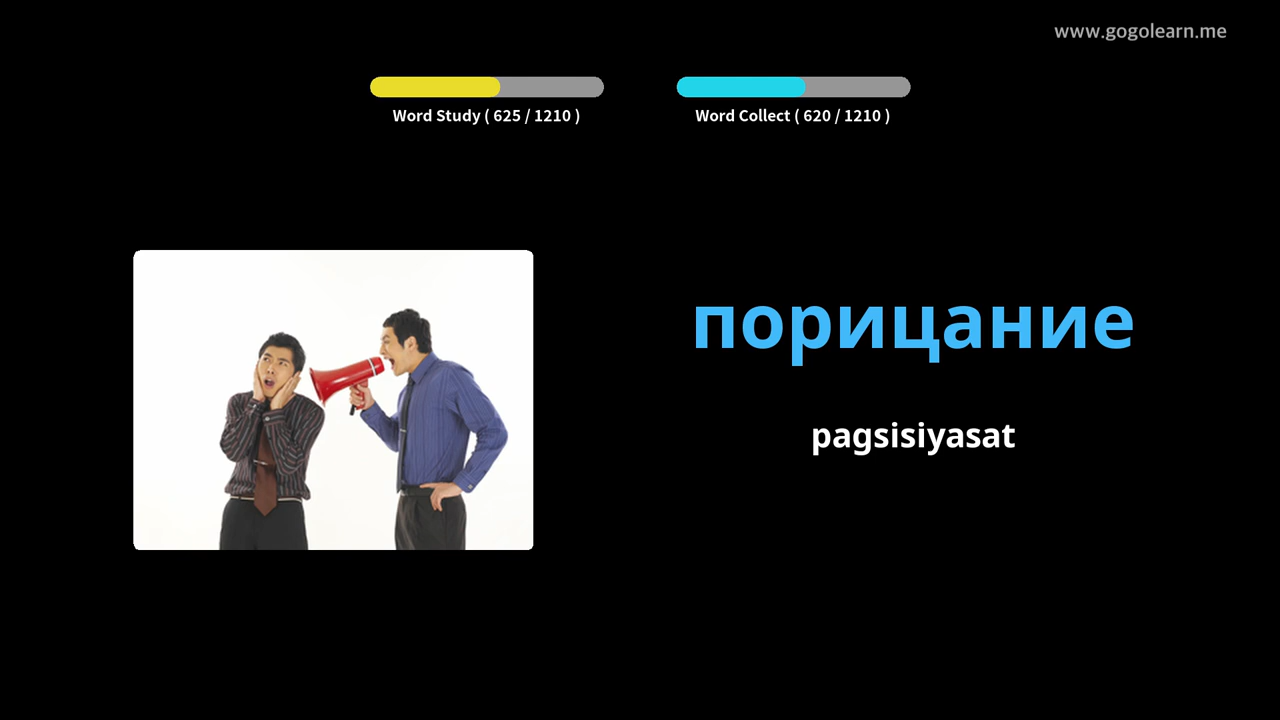 www.gogolearn.me
Word Study ( 625 / 1210 )
Word Collect ( 620 / 1210 )
порицание
pagsisiyasat